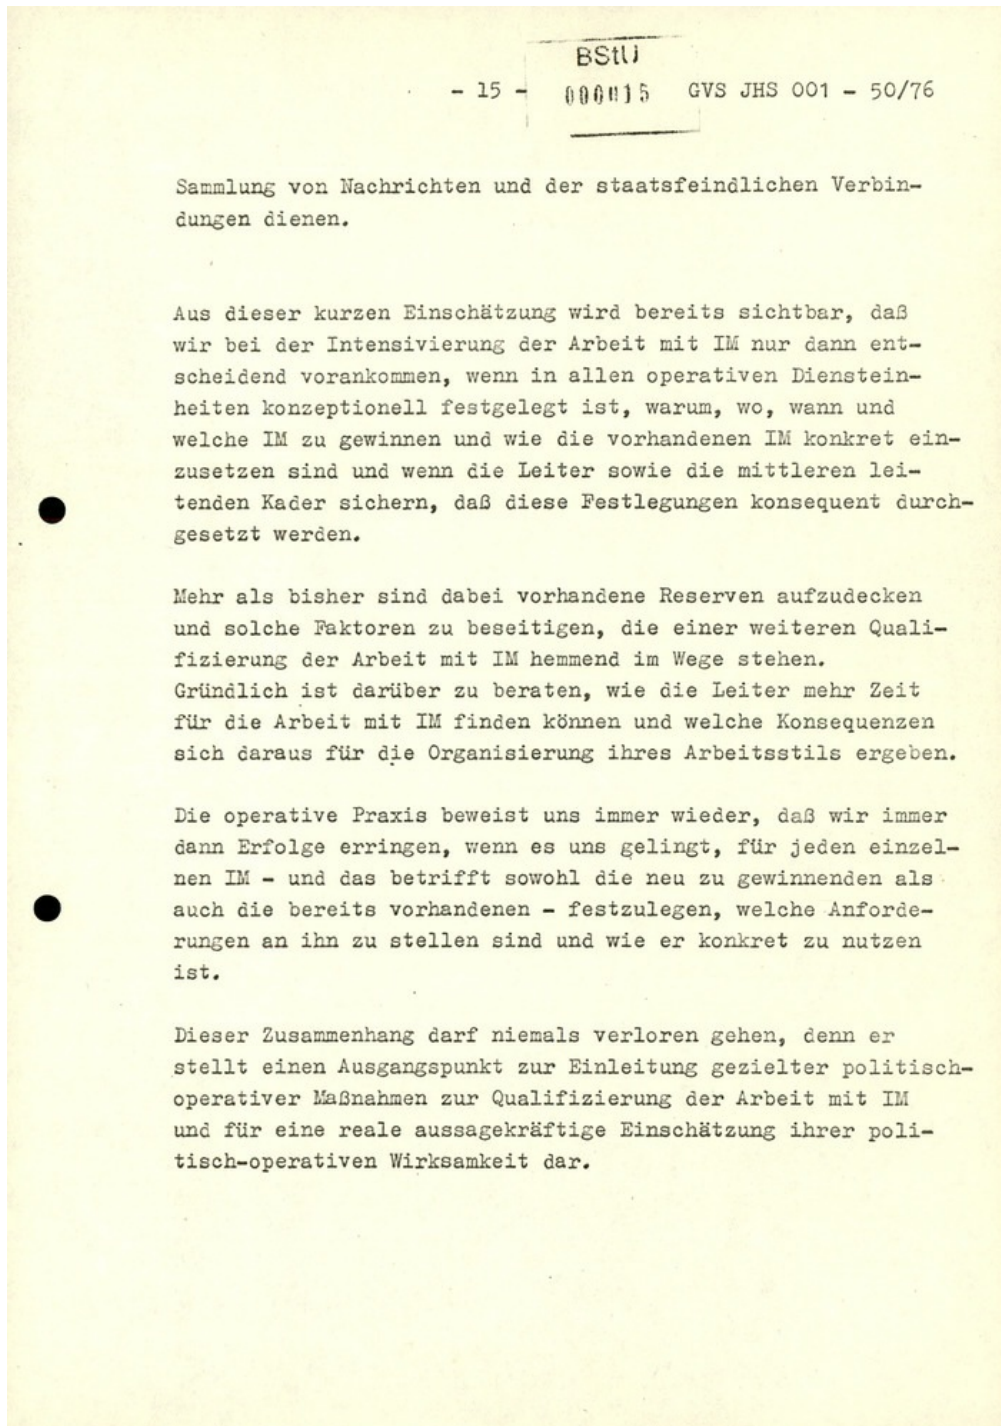 BStU
- 15 - 000015 GVS JHS 001 - 50/76
Sammlung von Nachrichten und der staatsfeindlichen Verbin-
dungen dienen.
Aus dieser kurzen Einschätzung wird bereits sichtbar, daß
wir bei der Intensivierung der Arbeit mit IM nur dann ent-
scheidend vorankommen, wenn in allen operativen Dienstein-
heiten konzeptionell festgelegt ist, warum, wo, wann und
welche IM zu gewinnen und wie die vorhandenen IM konkret ein-
zusetzen sind und wenn die Leiter sowie die mittleren lei-
tenden Kader sichern, daß diese Festlegungen konsequent durch-
gesetzt werden.
Mehr als bisher sind dabei vorhandene Reserven aufzudecken
und solche Faktoren zu beseitigen, die einer weiteren Quali-
fizierung der Arbeit mit IM hemmend im Wege stehen.
Gründlich ist darüber zu beraten, wie die Leiter mehr Zeit
für die Arbeit mit IM finden können und welche Konsequenzen
sich daraus für die Organisierung ihres Arbeitsstils ergeben.
Die operative Praxis beweist uns immer wieder, daß wir immer
dann Erfolge erringen, wenn es uns gelingt, für jeden einzel-
nen IM - und das betrifft sowohl die neu zu gewinnenden als
auch die bereits vorhandenen - festzulegen, welche Anforde-
rungen an ihn zu stellen sind und wie er konkret zu nutzen
ist.
Dieser Zusammenhang darf niemals verloren gehen, denn er
stellt einen Ausgangspunkt zur Einleitung gezielter politisch-
operativer Maßnahmen zur Qualifizierung der Arbeit mit IM
und für eine reale aussagekräftige Einschätzung ihrer poli-
tisch-operativen Wirksamkeit dar.